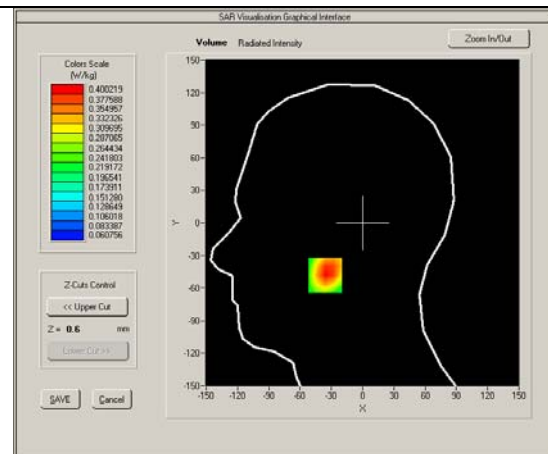 SAR Visualisation Graphical Interface
Volume Radiated Intensity
Zoom In/Out
Colors Scale
(W/kg)
0.400219
0.377588
0.354957
0.332326
0.309695
0.287065
0.264434
0.241803
0.219172
0.196541
0.173911
0.151280
0.128649
0.106018
0.083387
0.060756
Z-Cuts Control
<< Upper Cut
Z = 0.6 mm
Lower Cut >>
SAVE Cancel
150
120
90
60
30
0
-30
-60
-90
-120
-150
Y
-150 -120 -90 -60 -30 0 30 60 90 120 150
X